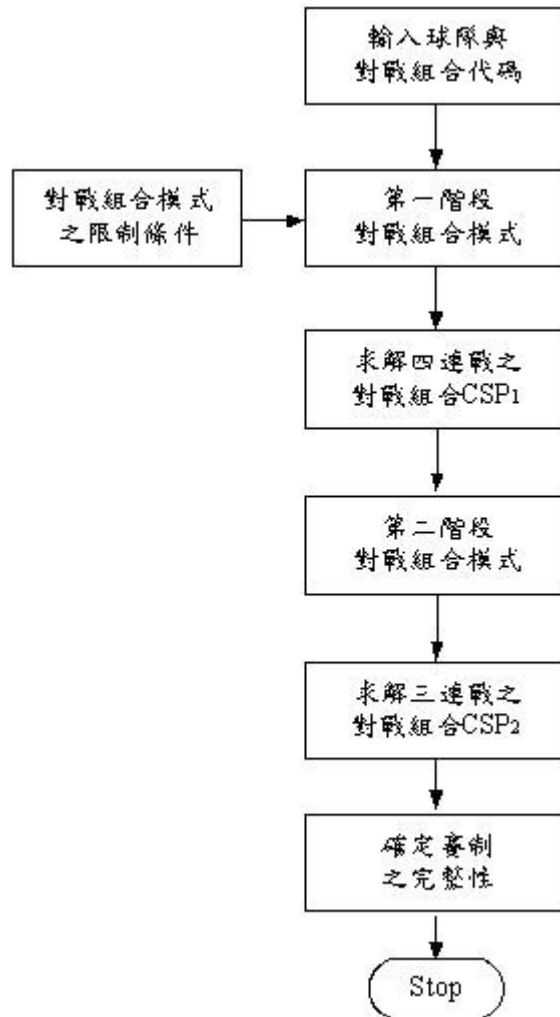 輸入球隊與
對戰組合代碼
對戰組合模式
之限制條件
第一階段
對戰組合模式
求解四連戰之
對戰組合CSP1
第二階段
對戰組合模式
求解三連戰之
對戰組合CSP2
確定賽制
之完整性
Stop